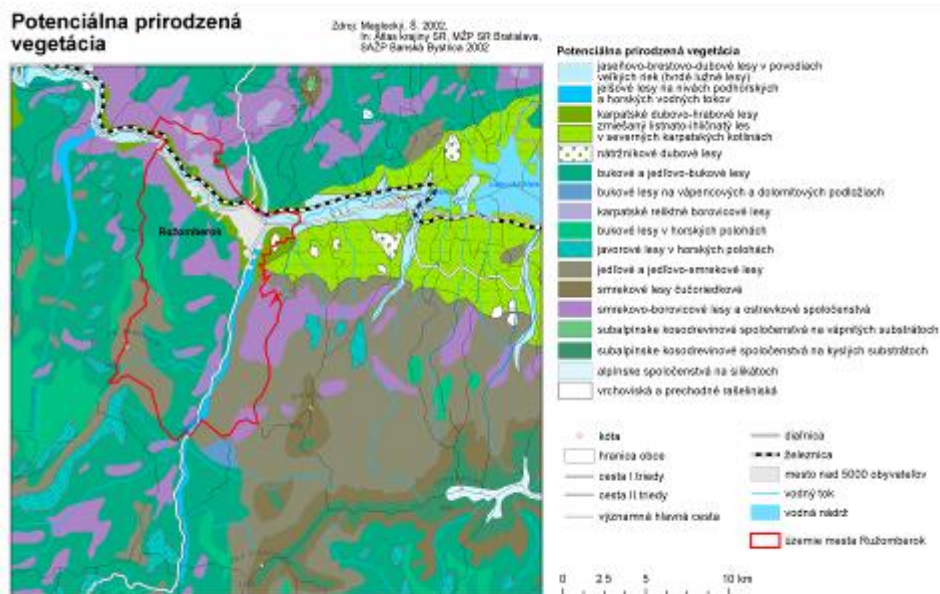 Potenciálna prirodzená
vegetácia
Zdroj: Maglocký, Š. 2002.
In: Atlas krajiny SR, MŽP SR Bratislava,
SAŽP Banská Bystrica 2002
Ružomberok
Potenciálna prirodzená vegetácia
jaseňovo-brestovo-dubové lesy v povodiach
veľkých riek (tvrdé lužné lesy)
jelšové lesy na nivách podhorských
a horských vodných tokov
karpatské dubovo-hrabové lesy
zmiešaný listnato-ihličnatý les
v severných karpatských kotlinách
nátržníkové dubové lesy
bukové a jedľovo-bukové lesy
bukové lesy na vápencových a dolomitových podložiach
karpatské reliktné borovicové lesy
bukové lesy v horských polohách
javorové lesy v horských polohách
jedľové a jedľovo-smrekové lesy
smrekové lesy čučoriedkové
smrekovo-borovicové lesy a ostrevkové spoločenstvá
subalpínske kosodrevinové spoločenstvá na vápnitých substrátoch
subalpínske kosodrevinové spoločenstvá na kyslých substrátoch
alpínske spoločenstvá na silikátoch
vrchoviská a prechodné rašeliniská
kóta
hranica obce
cesta I.triedy
cesta II.triedy
významná hlavná cesta
diaľnica
železnica
mesto nad 5000 obyvateľov
vodný tok
vodná nádrž
územie mesta Ružomberok
0 2.5 5 10 km